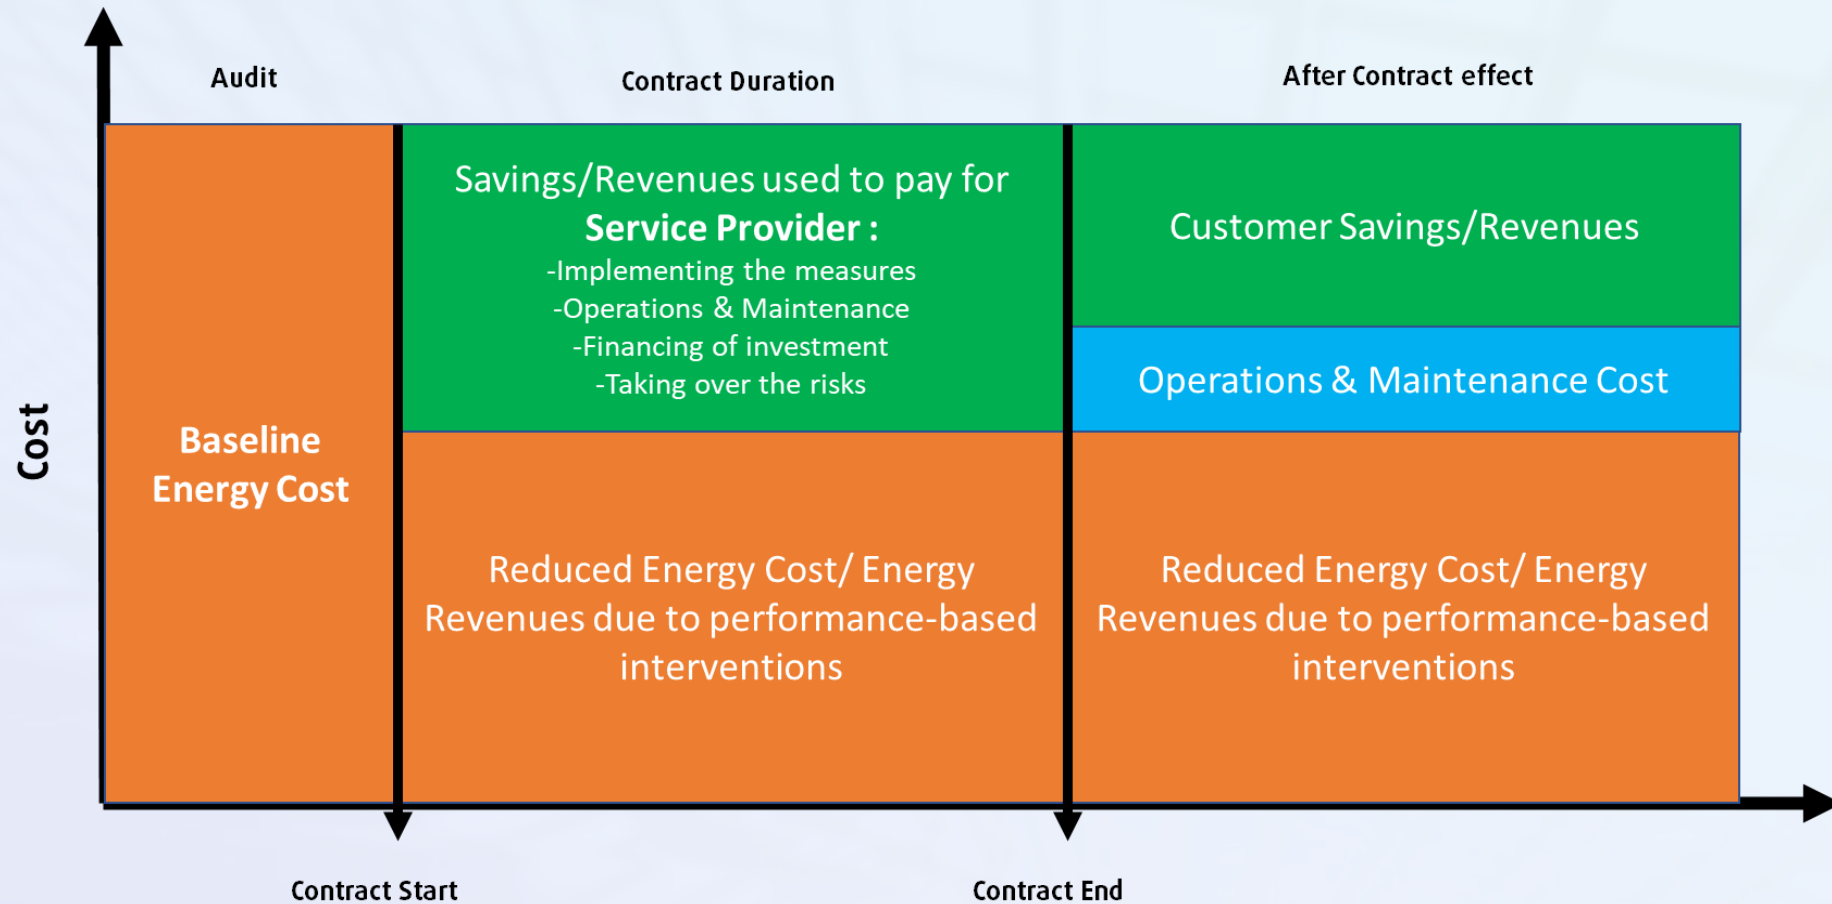 Audit
Contract Duration
After Contract effect
Cost
Baseline
Energy Cost
Savings/Revenues used to pay for
Service Provider :
-Implementing the measures
-Operations & Maintenance
-Financing of investment
-Taking over the risks
Reduced Energy Cost/ Energy
Revenues due to performance-based
interventions
Customer Savings/Revenues
Operations & Maintenance Cost
Reduced Energy Cost/ Energy
Revenues due to performance-based
interventions
Contract Start
Contract End